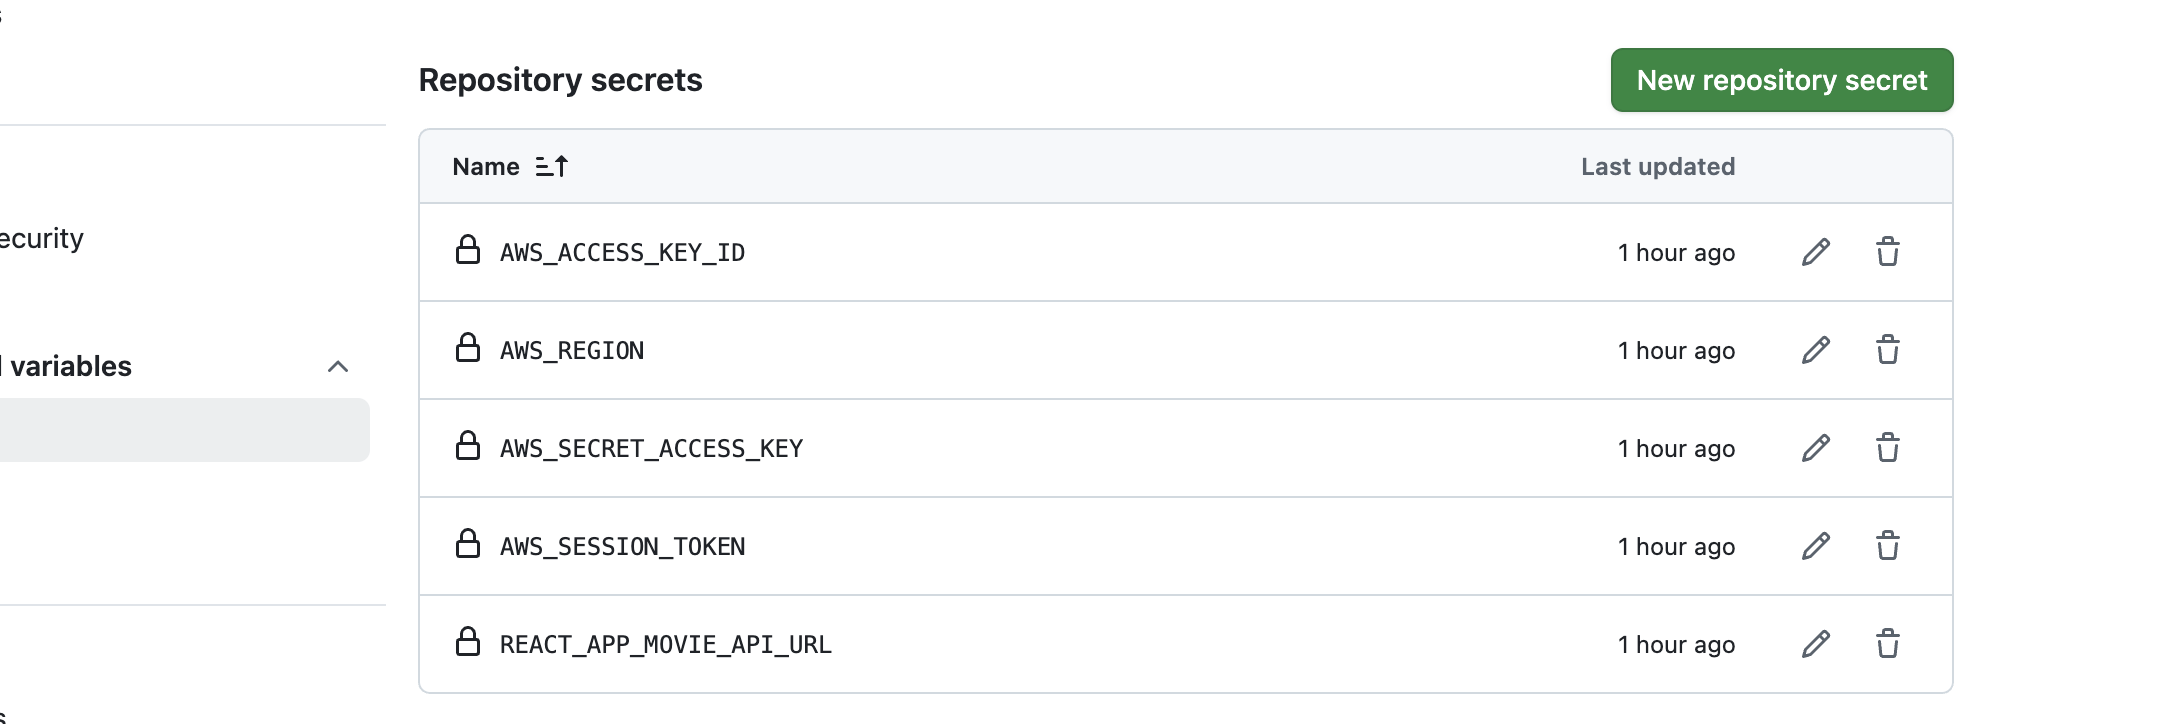 Repository secrets
New repository secret
Name
Last updated
ecurity
AWS_ACCESS_KEY_ID
1 hour ago
variables
AWS_REGION
1 hour ago
AWS_SECRET_ACCESS_KEY
1 hour ago
AWS_SESSION_TOKEN
1 hour ago
REACT_APP_MOVIE_API_URL
1 hour ago